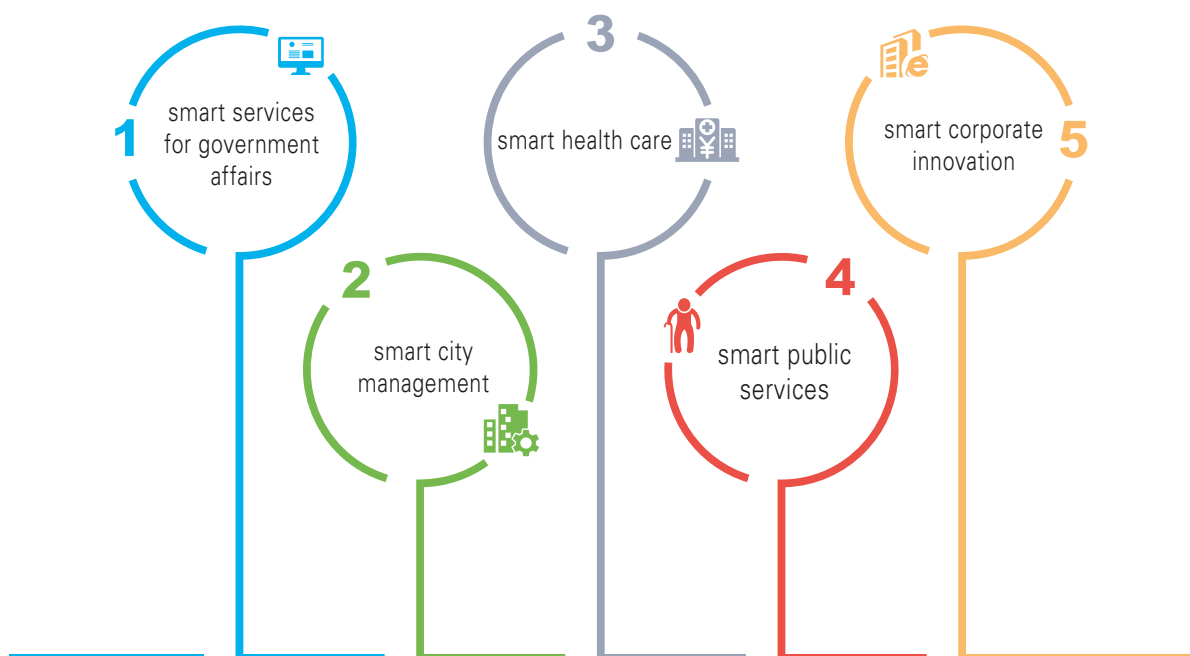 1
smart services
for government
affairs
2
smart city
management
3
smart health care
¥
4
smart public
services
5
smart corporate
innovation
e